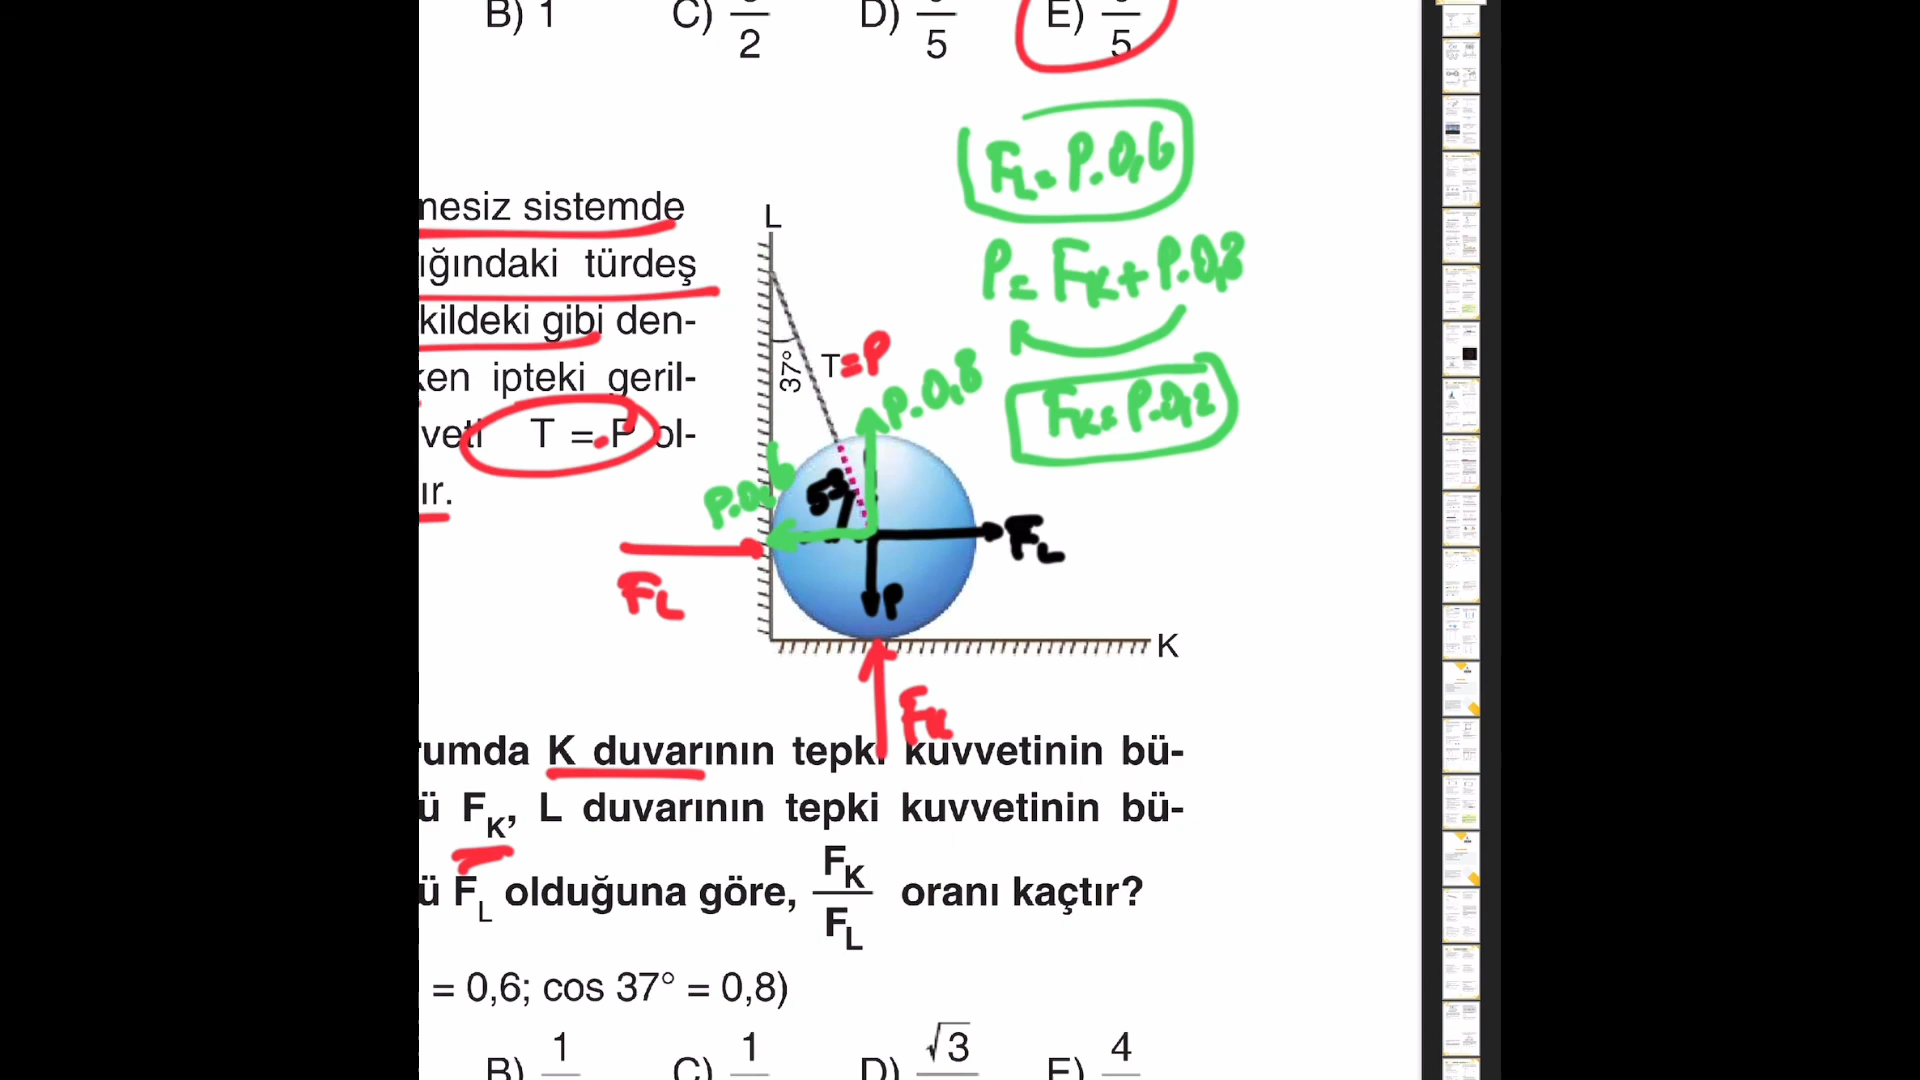 B) 1 C) 2 D) 5 E) 5
FL = P.0,6
mesiz sistemde
L
P = FK + P.0,8
ığındaki türdeş
kildeki gibi den-
37°
T = P
ken ipteki geril-
P.0,8
FK = P.0,2
veti T = P ol-
P.0,6
53
ır.
FL
FL
P
K
FK
rumda K duvarının tepki kuvvetinin bü-
ü FK, L duvarının tepki kuvvetinin bü-
ü FL olduğuna göre, FK/FL oranı kaçtır?
= 0,6; cos 37° = 0,8)
B) 1 C) 1 D) √3 E) 4